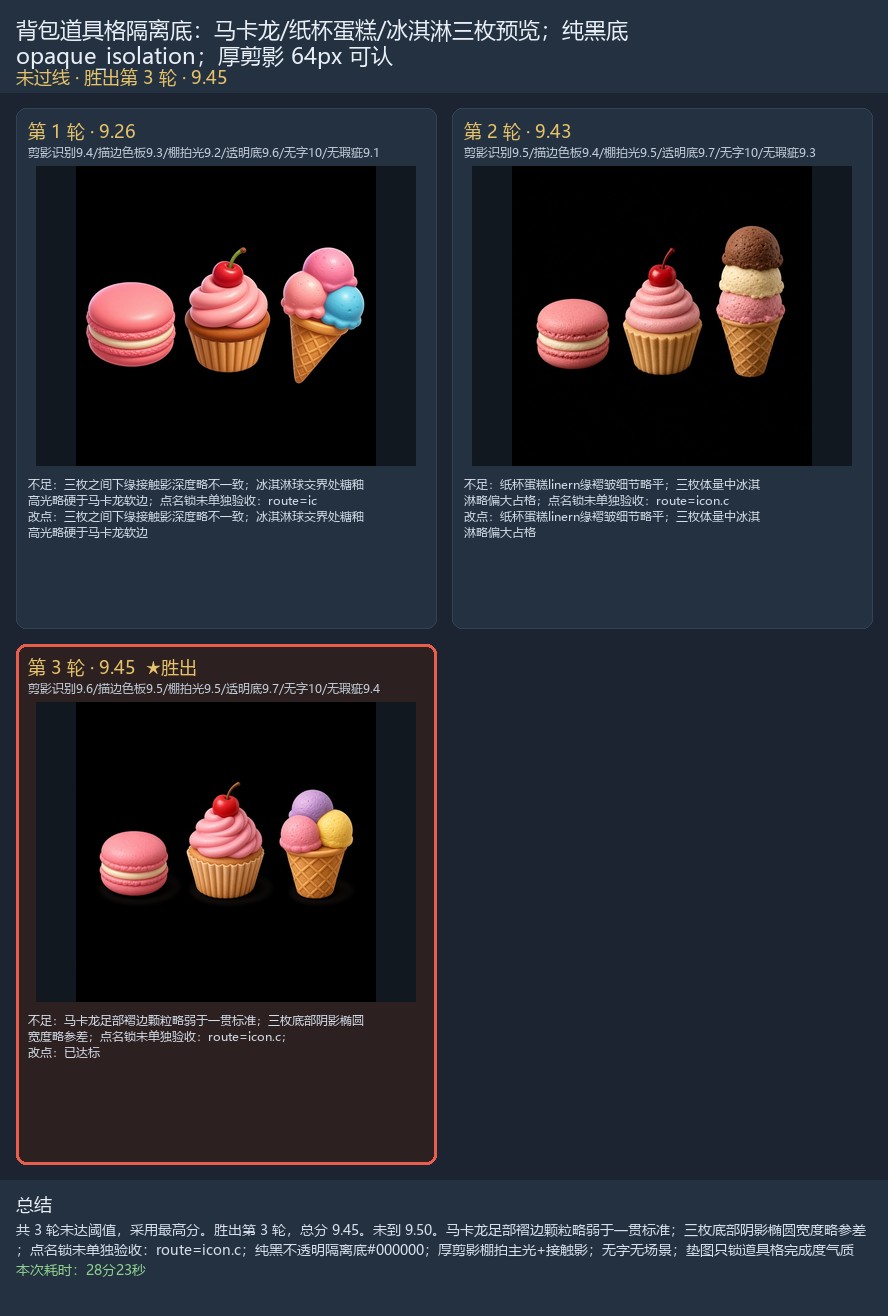 背包道具格隔离底：马卡龙/纸杯蛋糕/冰淇淋三枚预览；纯黑底
opaque_isolation；厚剪影 64px 可认
未过线 · 胜出第 3 轮 · 9.45
第 1 轮 · 9.26
剪影识别9.4/描边色板9.3/棚拍光9.2/透明底9.6/无字10/无瑕疵9.1
不足：三枚之间下缘接触影深度略不一致；冰淇淋球交界处糖釉
高光略硬于马卡龙软边；点名锁未单独验收：route=ic
改点：三枚之间下缘接触影深度略不一致；冰淇淋球交界处糖釉
高光略硬于马卡龙软边
第 2 轮 · 9.43
剪影识别9.5/描边色板9.4/棚拍光9.5/透明底9.7/无字10/无瑕疵9.3
不足：纸杯蛋糕linern缘褶皱细节略平；三枚体量中冰淇
淋略偏大占格；点名锁未单独验收：route=icon.c
改点：纸杯蛋糕linern缘褶皱细节略平；三枚体量中冰淇
淋略偏大占格
第 3 轮 · 9.45 ★胜出
剪影识别9.6/描边色板9.5/棚拍光9.5/透明底9.7/无字10/无瑕疵9.4
不足：马卡龙足部褶边颗粒略弱于一贯标准；三枚底部阴影椭圆
宽度略参差；点名锁未单独验收：route=icon.c；
改点：已达标
总结
共 3 轮未达阈值，采用最高分。胜出第 3 轮，总分 9.45。未到 9.50。马卡龙足部褶边颗粒略弱于一贯标准；三枚底部阴影椭圆宽度略参差
；点名锁未单独验收：route=icon.c；纯黑不透明隔离底#000000；厚剪影棚拍主光+接触影；无字无场景；垫图只锁道具格完成度气质
本次耗时：28分23秒